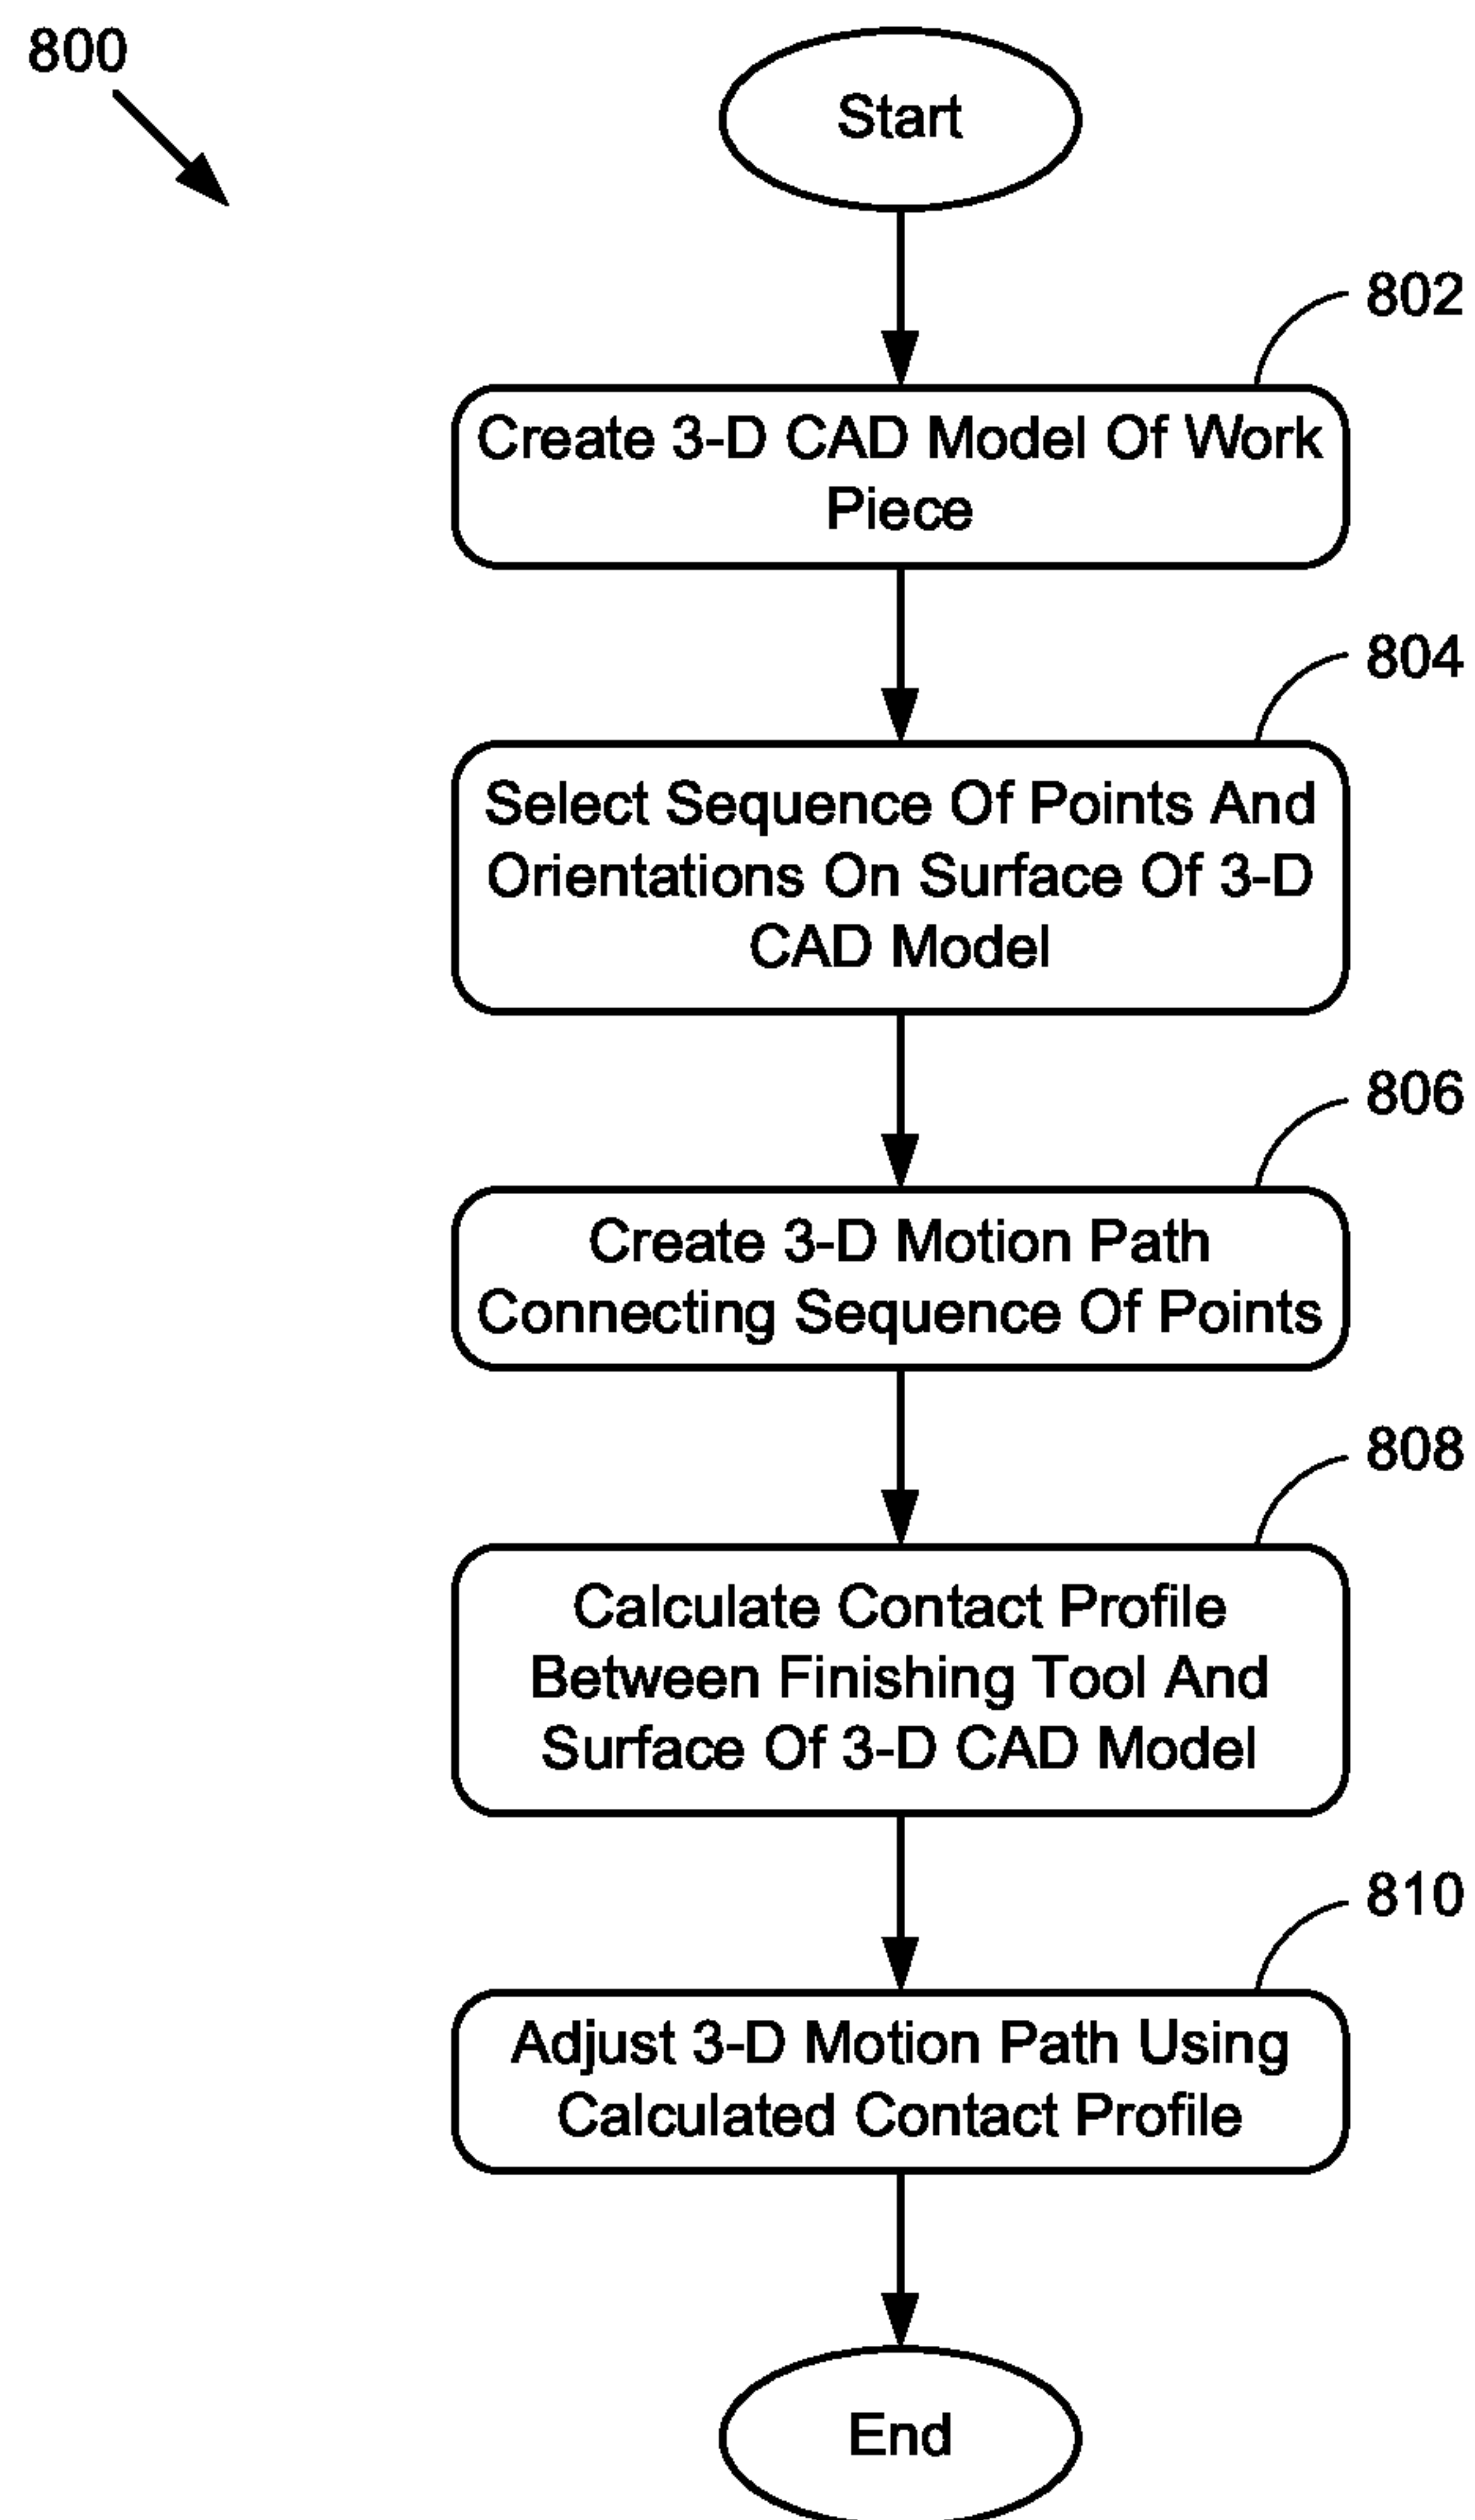 800
Start
802
Create 3-D CAD Model Of Work
Piece
804
Select Sequence Of Points And
Orientations On Surface Of 3-D
CAD Model
806
Create 3-D Motion Path
Connecting Sequence Of Points
808
Calculate Contact Profile
Between Finishing Tool And
Surface Of 3-D CAD Model
810
Adjust 3-D Motion Path Using
Calculated Contact Profile
End